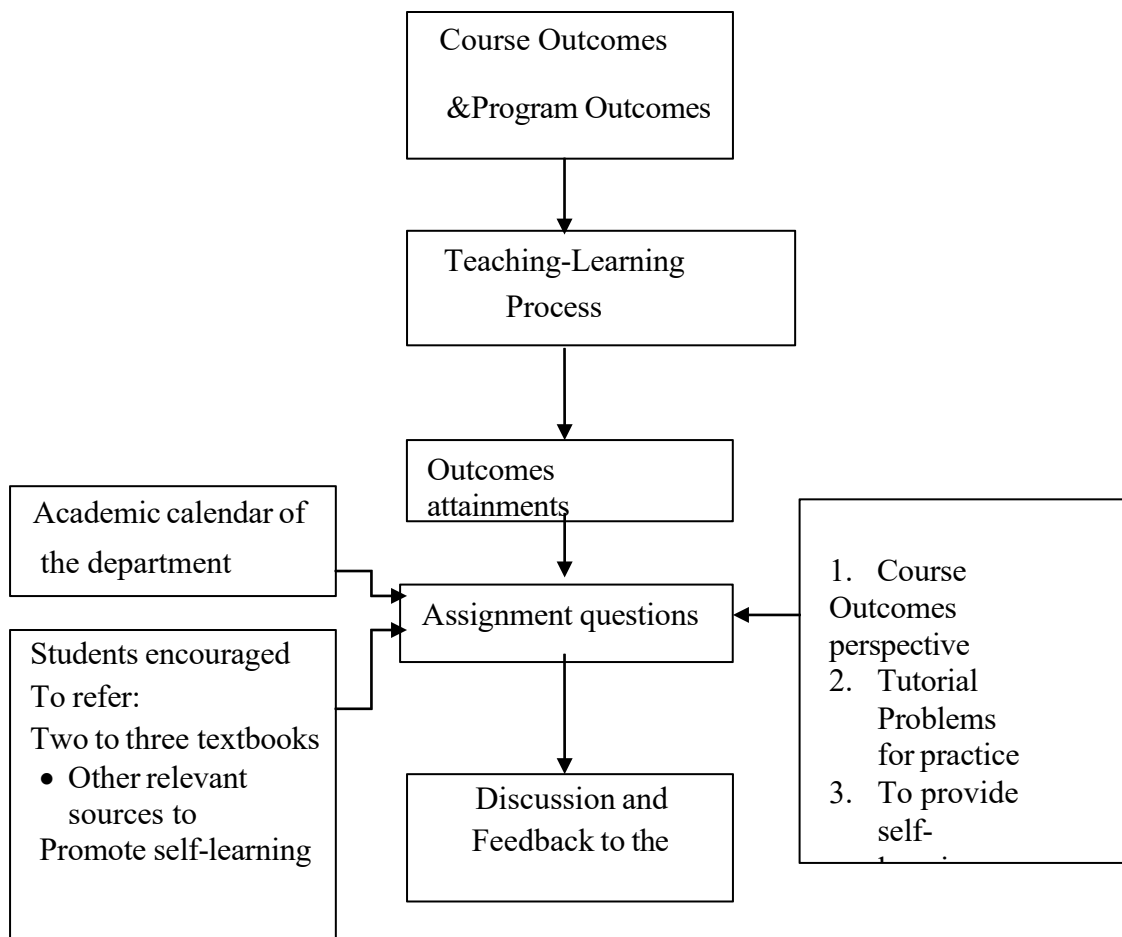 Course Outcomes
&Program Outcomes
Teaching-Learning
Process
Outcomes
attainments
Academic calendar of
the department
Assignment questions
Students encouraged
To refer:
Two to three textbooks
• Other relevant
sources to
Promote self-learning
1. Course
Outcomes
perspective
2. Tutorial
Problems
for practice
3. To provide
self-
Discussion and
Feedback to the